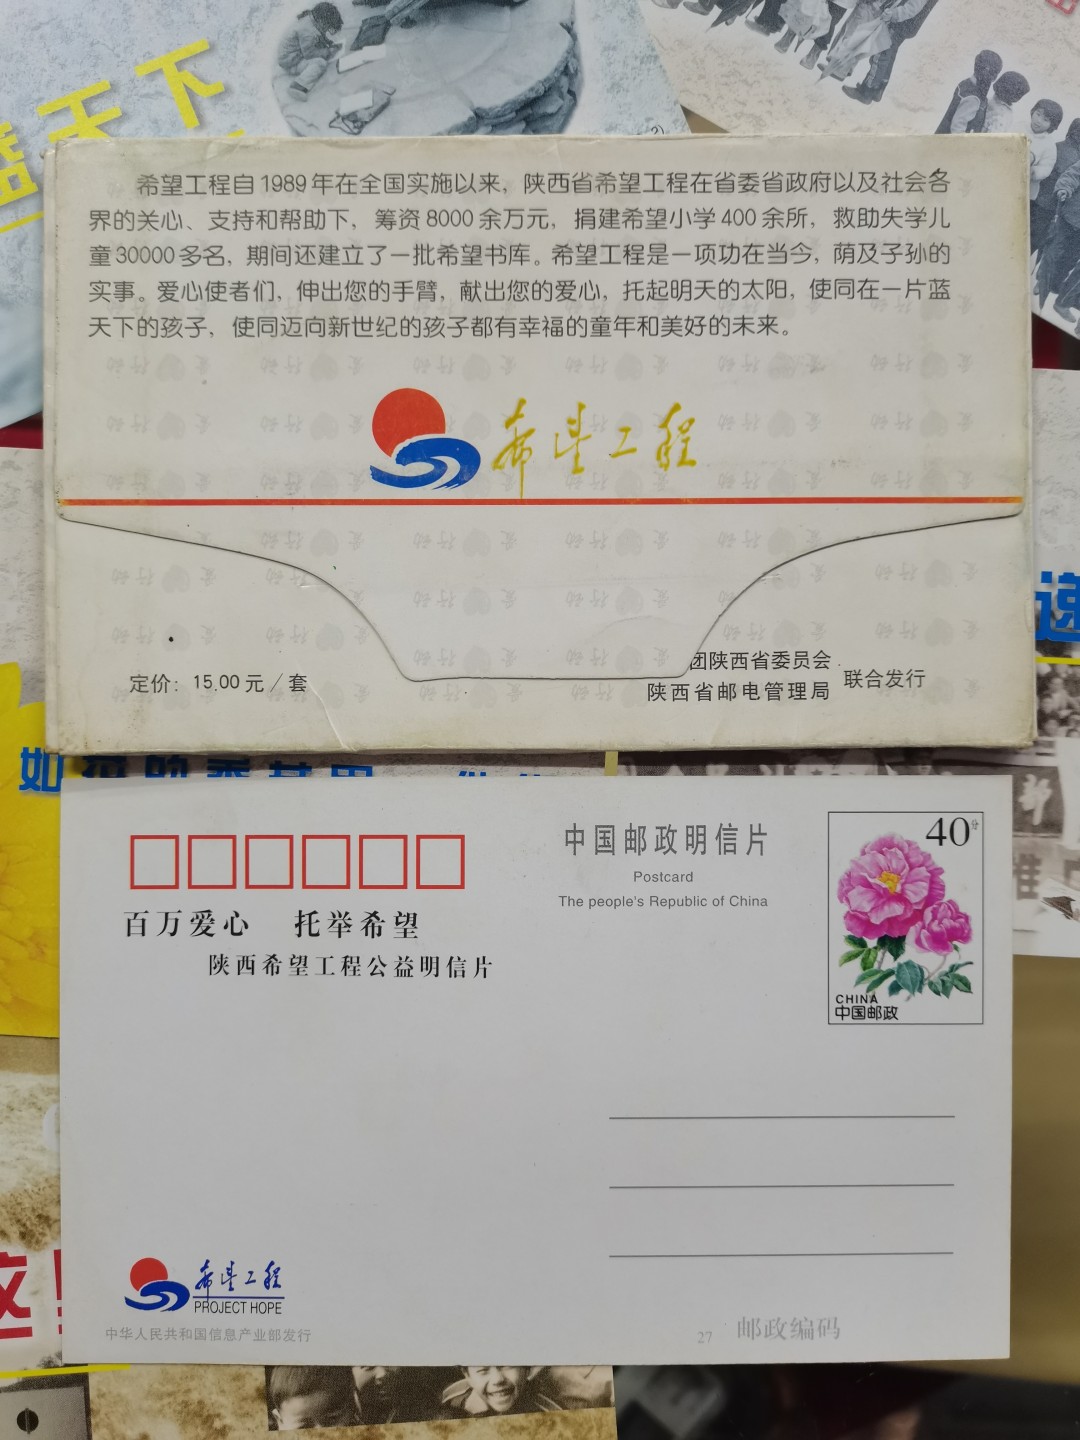 蓝天下
希望工程自1989年在全国实施以来，陕西省希望工程在省委省政府以及社会各
界的关心、支持和帮助下，筹资8000余万元，捐建希望小学400余所，救助失学儿
童30000多名，期间还建立了一批希望书库。希望工程是一项功在当今，荫及子孙的
实事。爱心使者们，伸出您的手臂，献出您的爱心，托起明天的太阳，使同在一片蓝
天下的孩子，使同迈向新世纪的孩子都有幸福的童年和美好的未来。
希望工程
定价：15.00元／套
团陕西省委员会
陕西省邮电管理局
联合发行
速
如
中国邮政明信片
Postcard
The people's Republic of China
40分
CHINA
中国邮政
百万爱心 托举希望
陕西希望工程公益明信片
希望工程
PROJECT HOPE
中华人民共和国信息产业部发行
27
邮政编码